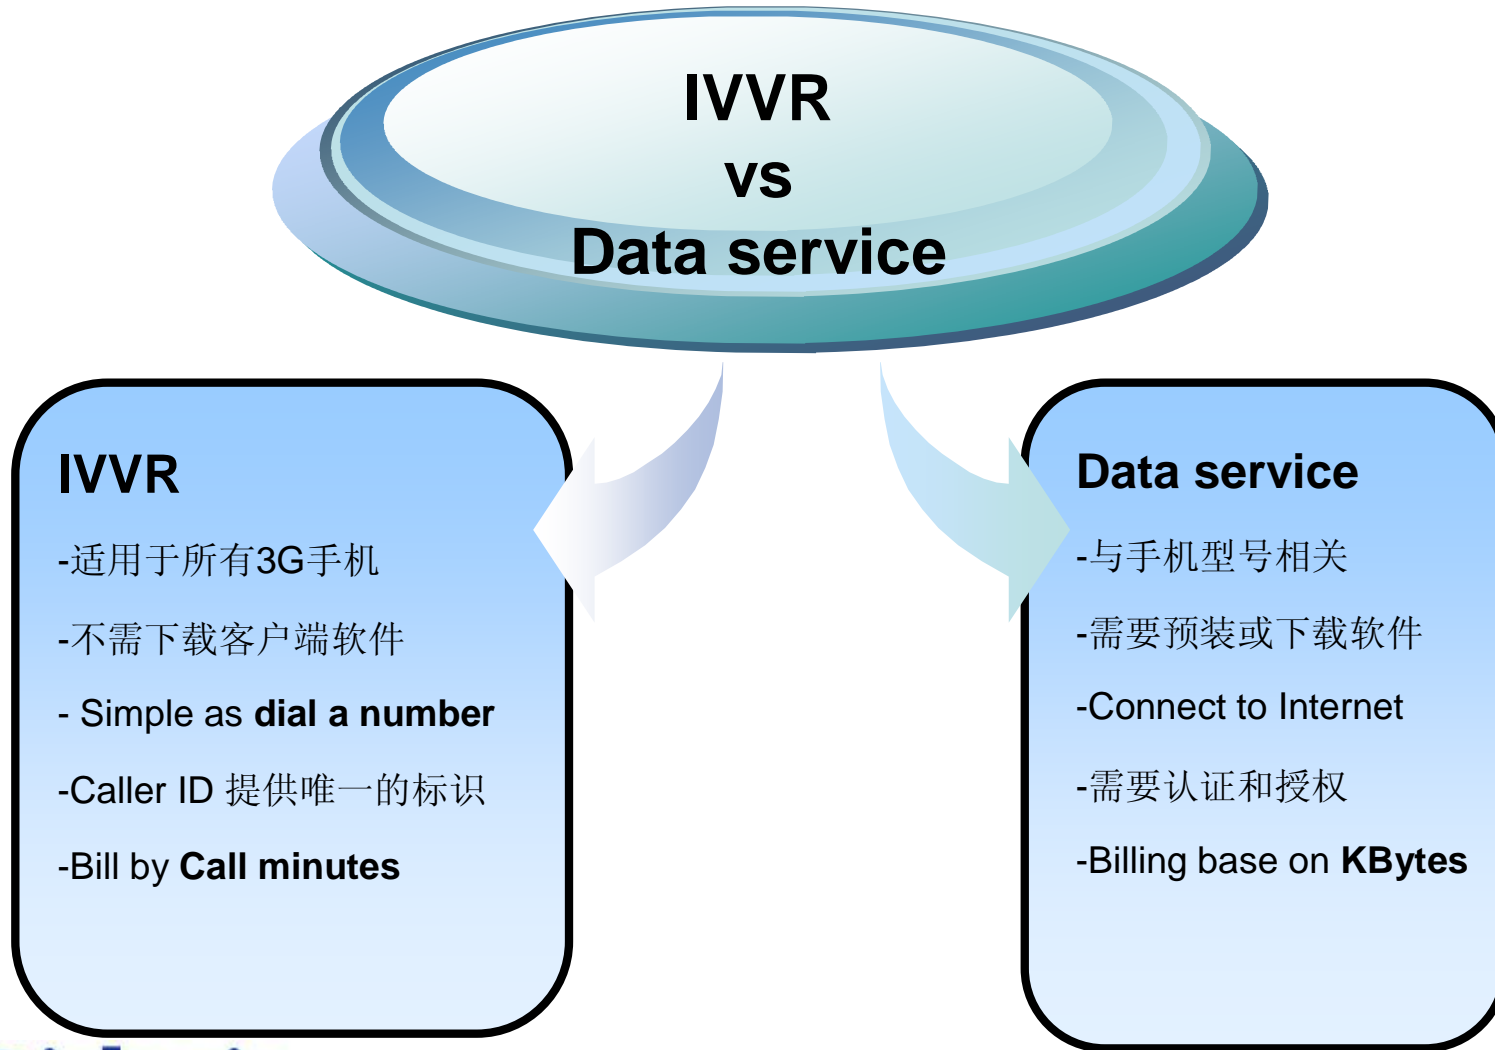 IVVR
vs
Data service
IVVR
-适用于所有3G手机
-不需下载客户端软件
- Simple as dial a number
-Caller ID 提供唯一的标识
-Bill by Call minutes
Data service
-与手机型号相关
-需要预装或下载软件
-Connect to Internet
-需要认证和授权
-Billing base on KBytes